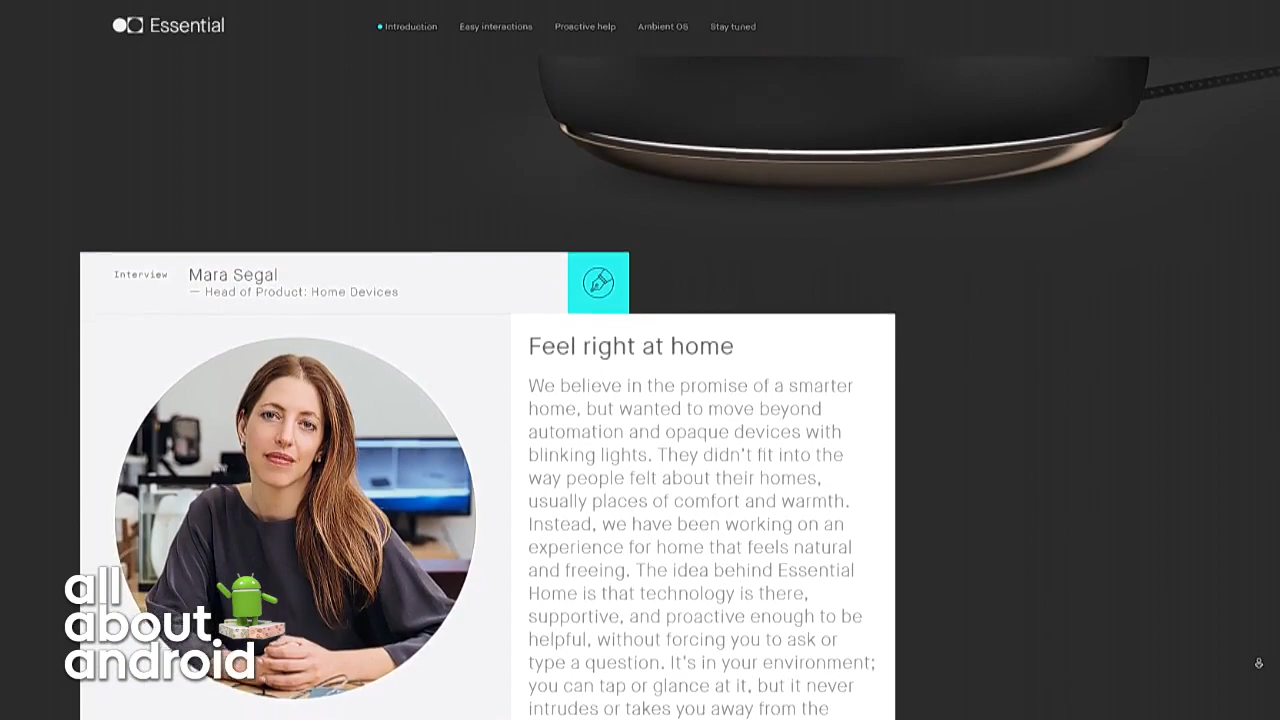 Essential
Introduction
Easy interactions
Proactive help
Ambient OS
Stay tuned
Interview
Mara Segal
— Head of Product: Home Devices
Feel right at home
We believe in the promise of a smarter
home, but wanted to move beyond
automation and opaque devices with
blinking lights. They didn't fit into the
way people felt about their homes,
usually places of comfort and warmth.
Instead, we have been working on an
experience for home that feels natural
and freeing. The idea behind Essential
Home is that technology is there,
supportive, and proactive enough to be
helpful, without forcing you to ask or
type a question. It's in your environment;
you can tap or glance at it, but it never
intrudes or takes you away from the
all
about
android